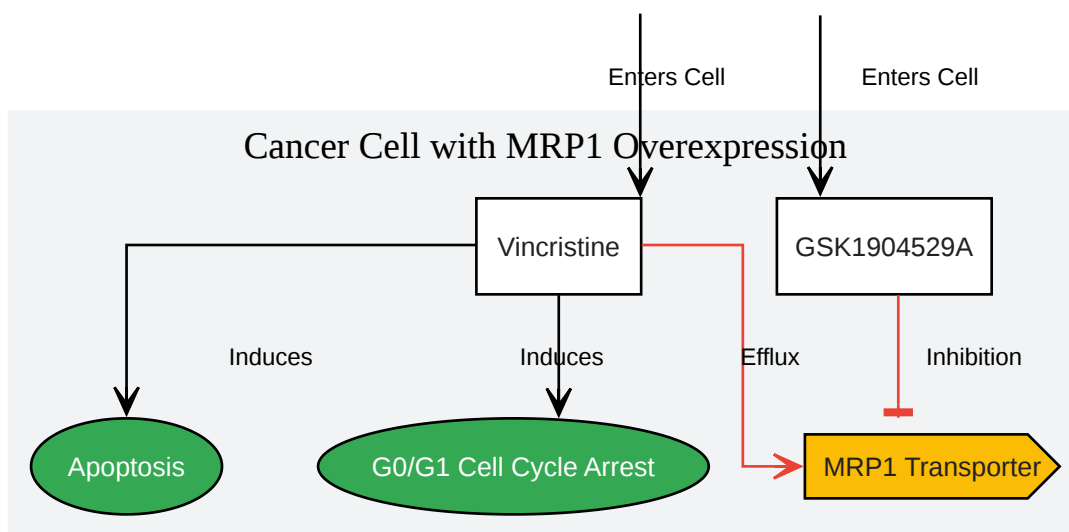 Enters Cell
Enters Cell
Cancer Cell with MRP1 Overexpression
Vincristine
GSK1904529A
Induces
Induces
Efflux
Inhibition
Apoptosis
G0/G1 Cell Cycle Arrest
MRP1 Transporter